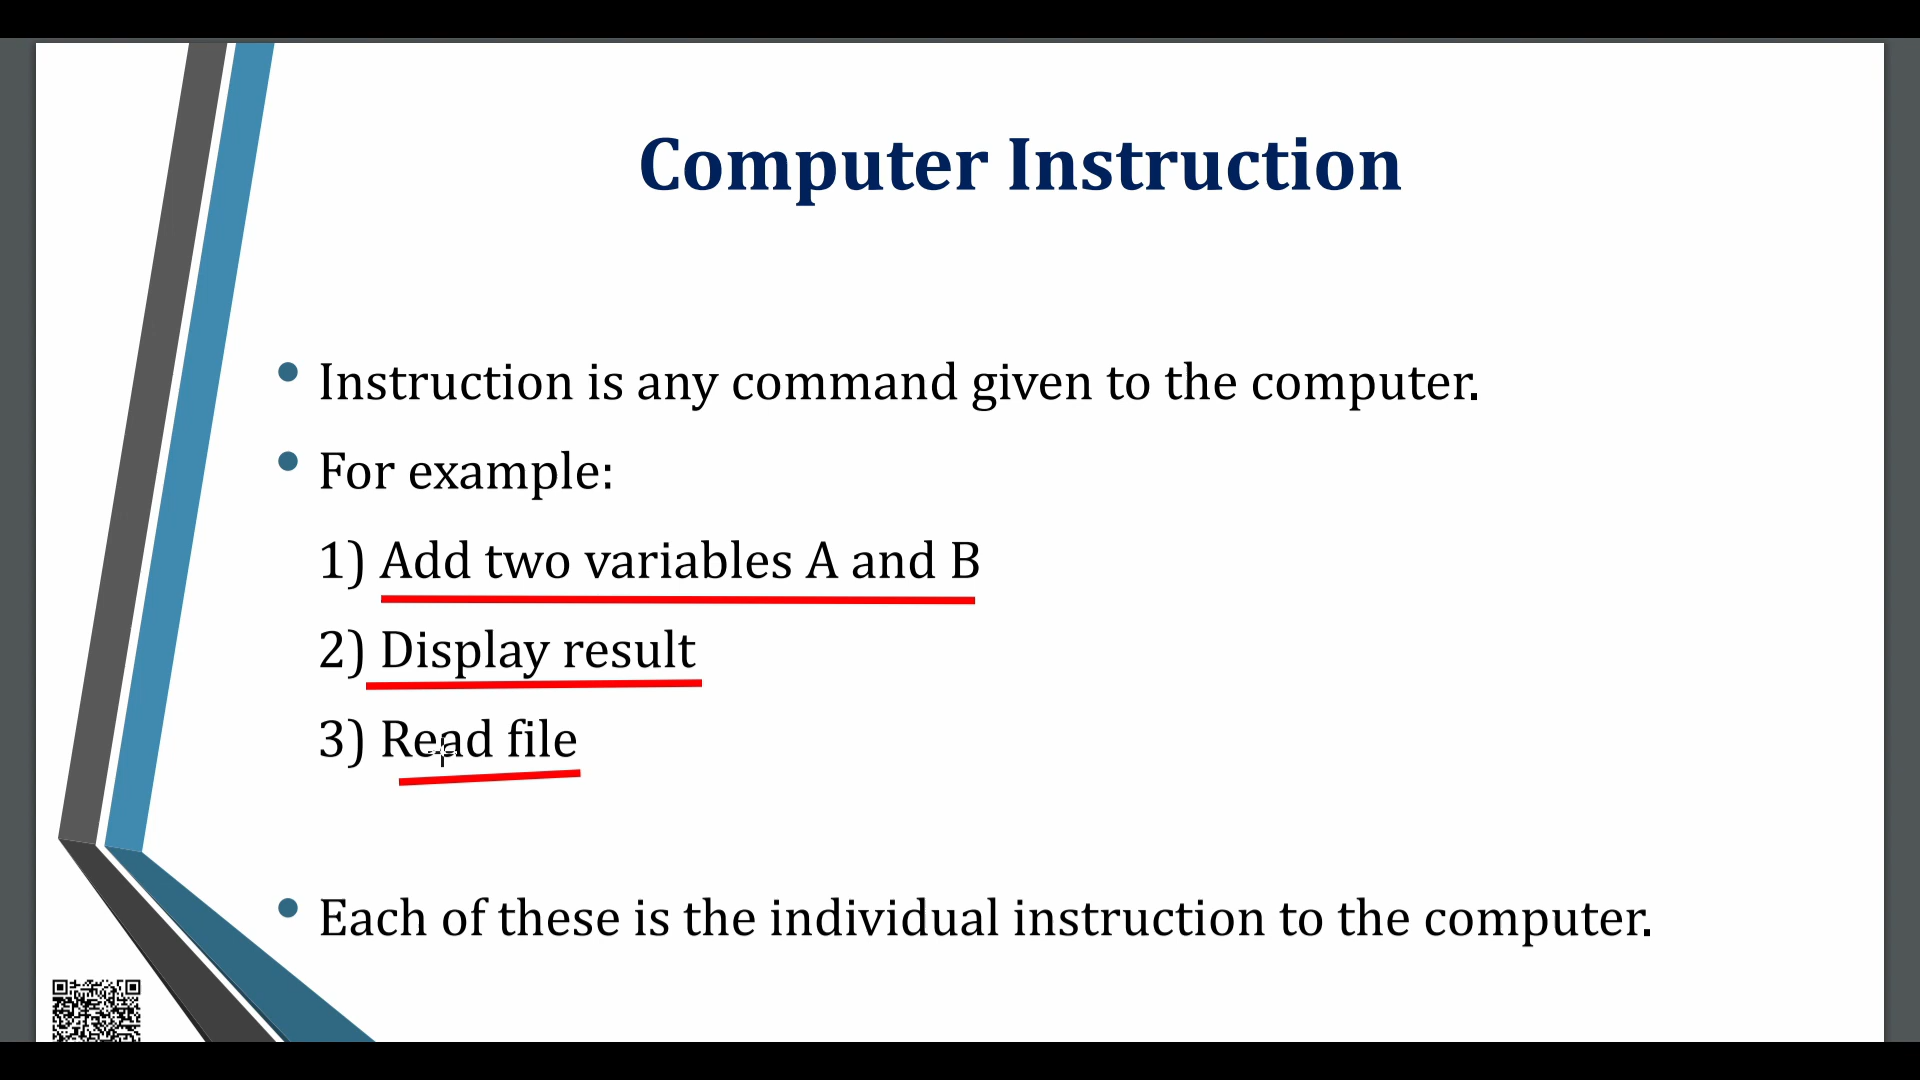 Computer Instruction
Instruction is any command given to the computer.
For example:
1) Add two variables A and B
2) Display result
3) Read file
Each of these is the individual instruction to the computer.